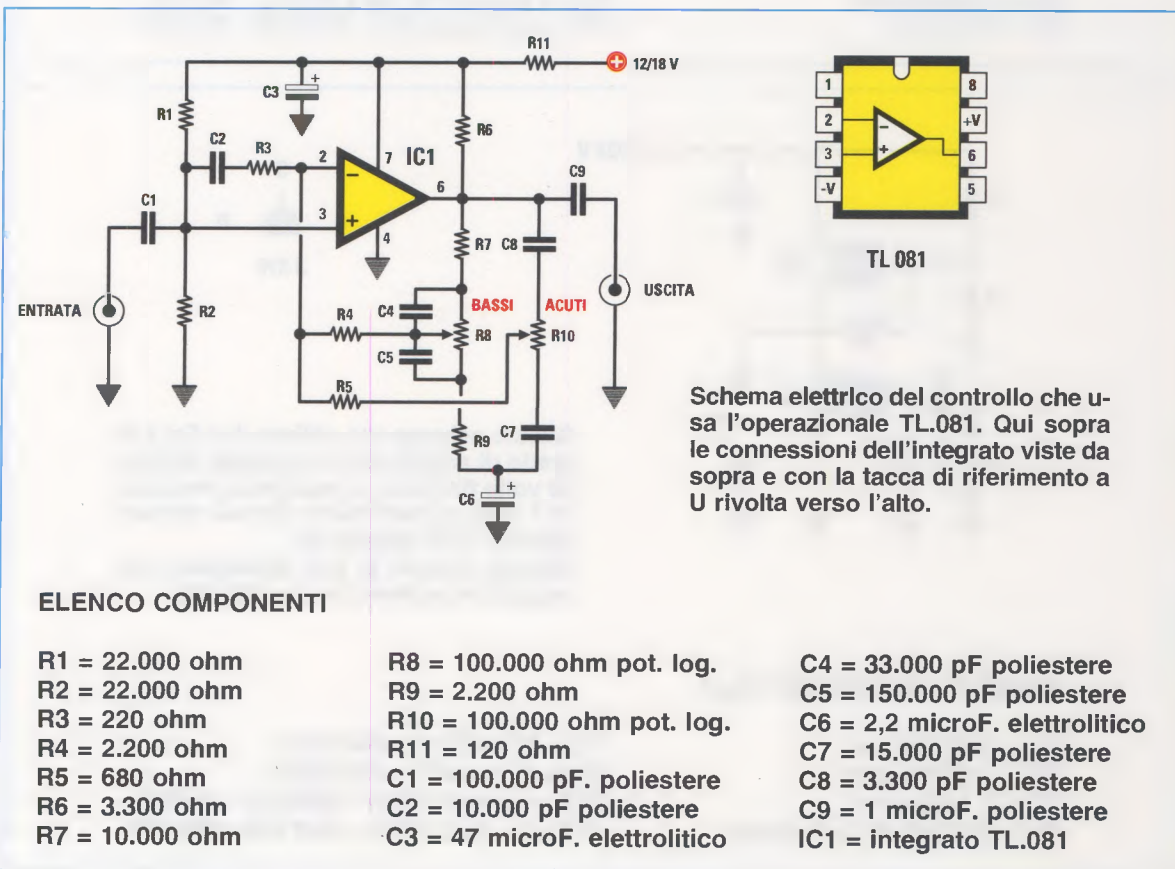 R11
12/18 V
C3
+
R1
R6
C2
R3
2
7
IC1
C9
C1
3
6
4
R7
C8
ENTRATA
R2
BASSI
ACUTI
USCITA
R4
C4
R8
R10
C5
R5
R9
C7
C6
+
1
8
2
+V
3
6
-V
5
TL 081
Schema elettrico del controllo che u-
sa l'operazionale TL.081. Qui sopra
le connessioni dell'integrato viste da
sopra e con la tacca di riferimento a
U rivolta verso l'alto.
ELENCO COMPONENTI
R1 = 22.000 ohm
R2 = 22.000 ohm
R3 = 220 ohm
R4 = 2.200 ohm
R5 = 680 ohm
R6 = 3.300 ohm
R7 = 10.000 ohm
R8 = 100.000 ohm pot. log.
R9 = 2.200 ohm
R10 = 100.000 ohm pot. log.
R11 = 120 ohm
C1 = 100.000 pF. poliestere
C2 = 10.000 pF poliestere
C3 = 47 microF. elettrolitico
C4 = 33.000 pF poliestere
C5 = 150.000 pF poliestere
C6 = 2,2 microF. elettrolitico
C7 = 15.000 pF poliestere
C8 = 3.300 pF poliestere
C9 = 1 microF. poliestere
IC1 = integrato TL.081